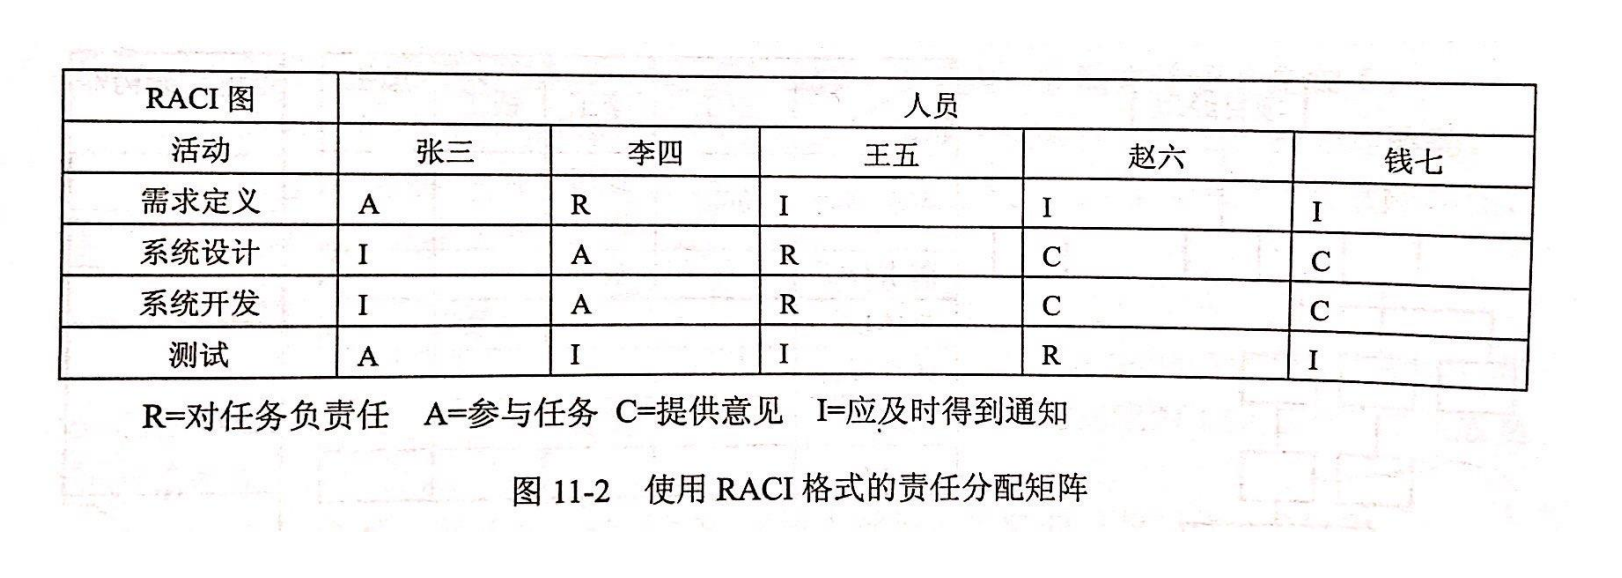 RACI 图 人员
活动 张三 李四 王五 赵六 钱七
需求定义 A R I I I
系统设计 I A R C C
系统开发 I A R C C
测试 A I I R I
R=对任务负责任 A=参与任务 C=提供意见 I=应及时得到通知
图 11-2 使用 RACI 格式的责任分配矩阵